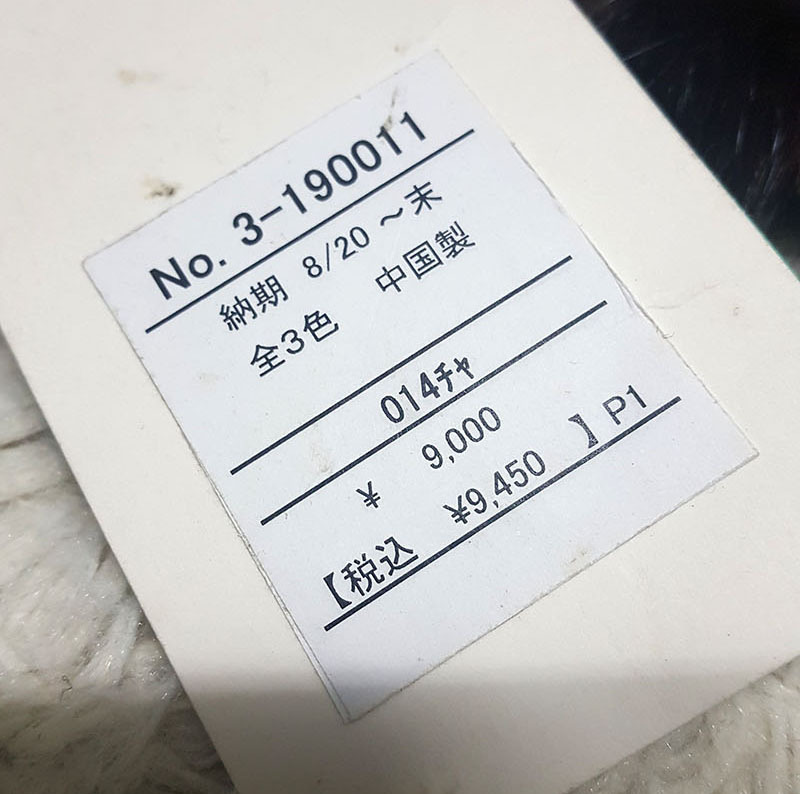 No. 3-190011
納期 8/20 ～末
全3色 中国製
014ﾁｬ
¥ 9,000
【税込 ¥9,450 】P1